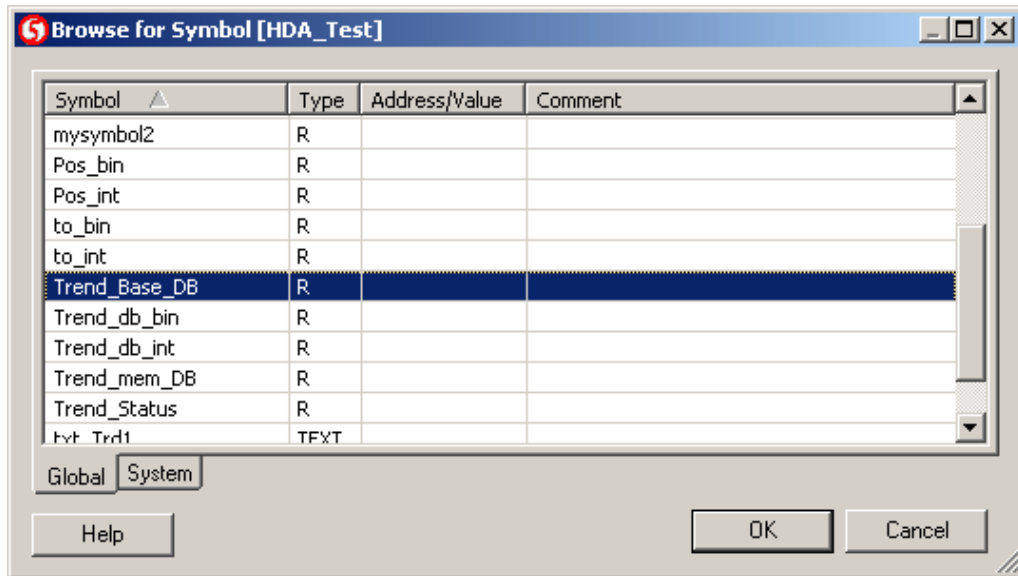 Browse for Symbol [HDA_Test]
Symbol Type Address/Value Comment
mysymbol2 R
Pos_bin R
Pos_int R
to_bin R
to_int R
Trend_Base_DB R
Trend_db_bin R
Trend_db_int R
Trend_mem_DB R
Trend_Status R
txt_Trd1 TEXT
Global System
Help OK Cancel